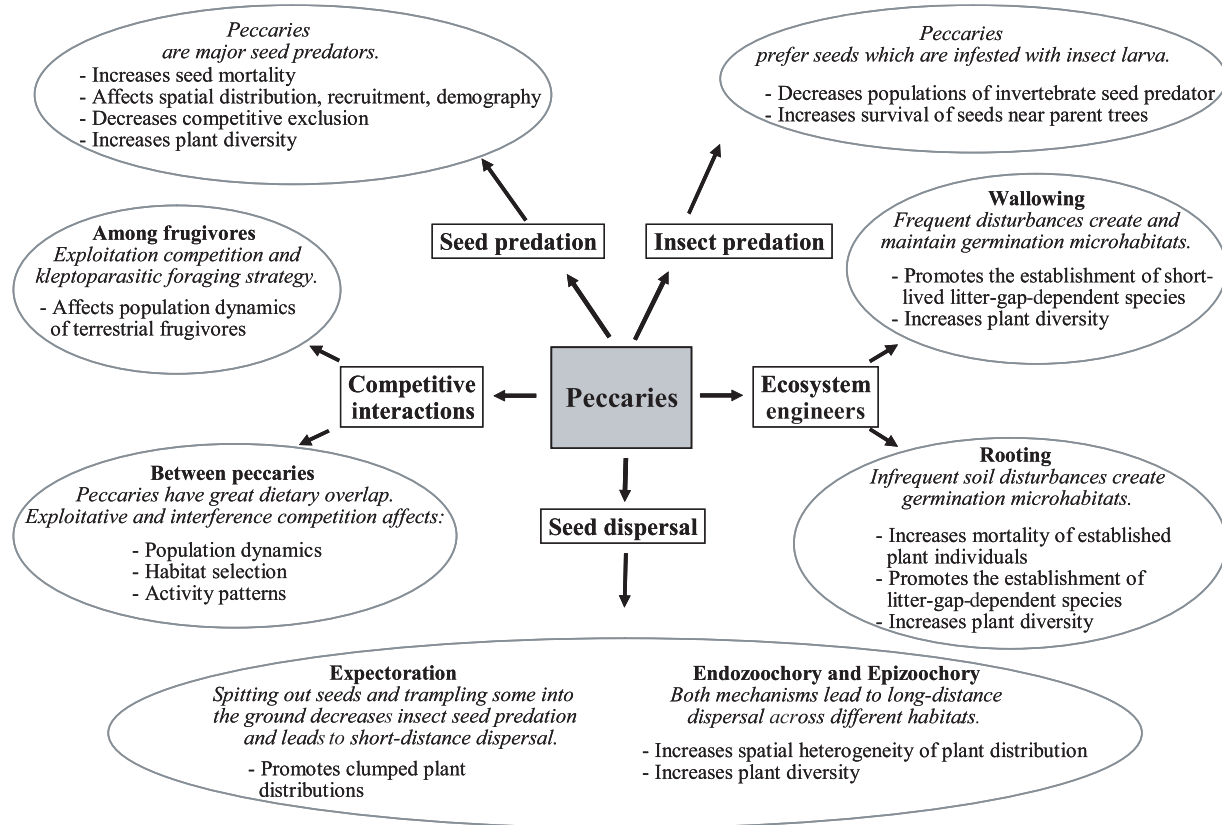 Peccaries
are major seed predators.
- Increases seed mortality
- Affects spatial distribution, recruitment, demography
- Decreases competitive exclusion
- Increases plant diversity
Peccaries
prefer seeds which are infested with insect larva.
- Decreases populations of invertebrate seed predator
- Increases survival of seeds near parent trees
Seed predation
Insect predation
Among frugivores
Exploitation competition and
kleptoparasitic foraging strategy.
- Affects population dynamics
of terrestrial frugivores
Wallowing
Frequent disturbances create and
maintain germination microhabitats.
- Promotes the establishment of short-
lived litter-gap-dependent species
- Increases plant diversity
Competitive
interactions
Peccaries
Ecosystem
engineers
Between peccaries
Peccaries have great dietary overlap.
Exploitative and interference competition affects:
- Population dynamics
- Habitat selection
- Activity patterns
Seed dispersal
Rooting
Infrequent soil disturbances create
germination microhabitats.
- Increases mortality of established
plant individuals
- Promotes the establishment of
litter-gap-dependent species
- Increases plant diversity
Expectoration
Spitting out seeds and trampling some into
the ground decreases insect seed predation
and leads to short-distance dispersal.
- Promotes clumped plant
distributions
Endozoochory and Epizoochory
Both mechanisms lead to long-distance
dispersal across different habitats.
- Increases spatial heterogeneity of plant distribution
- Increases plant diversity